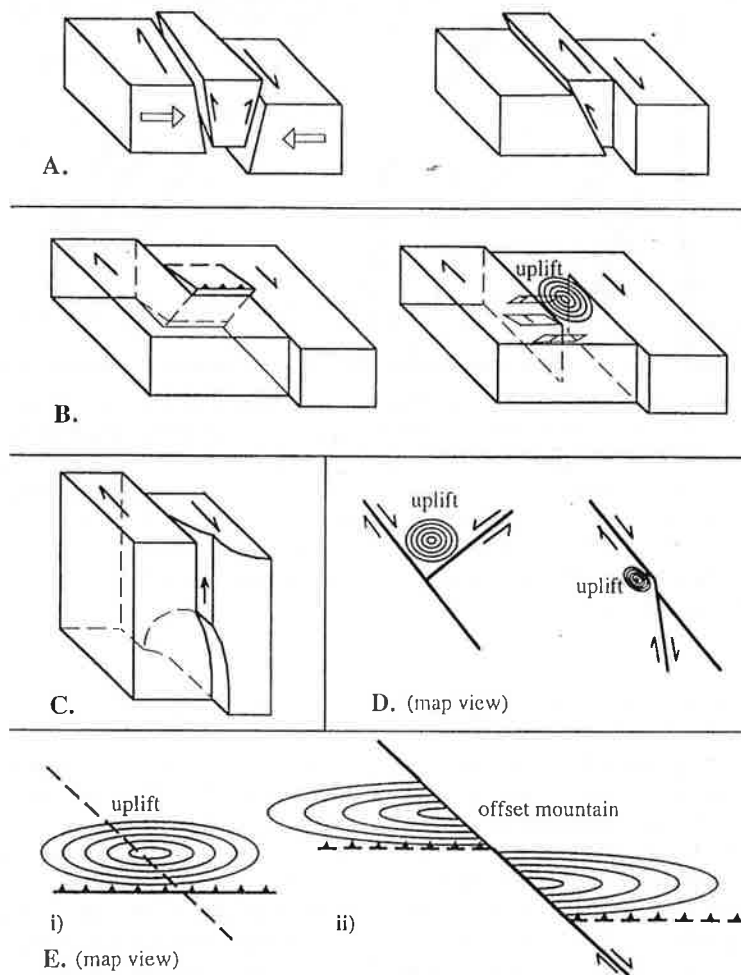 A.
uplift
B.
uplift
uplift
C.
D. (map view)
uplift
offset mountain
i)
ii)
E. (map view)